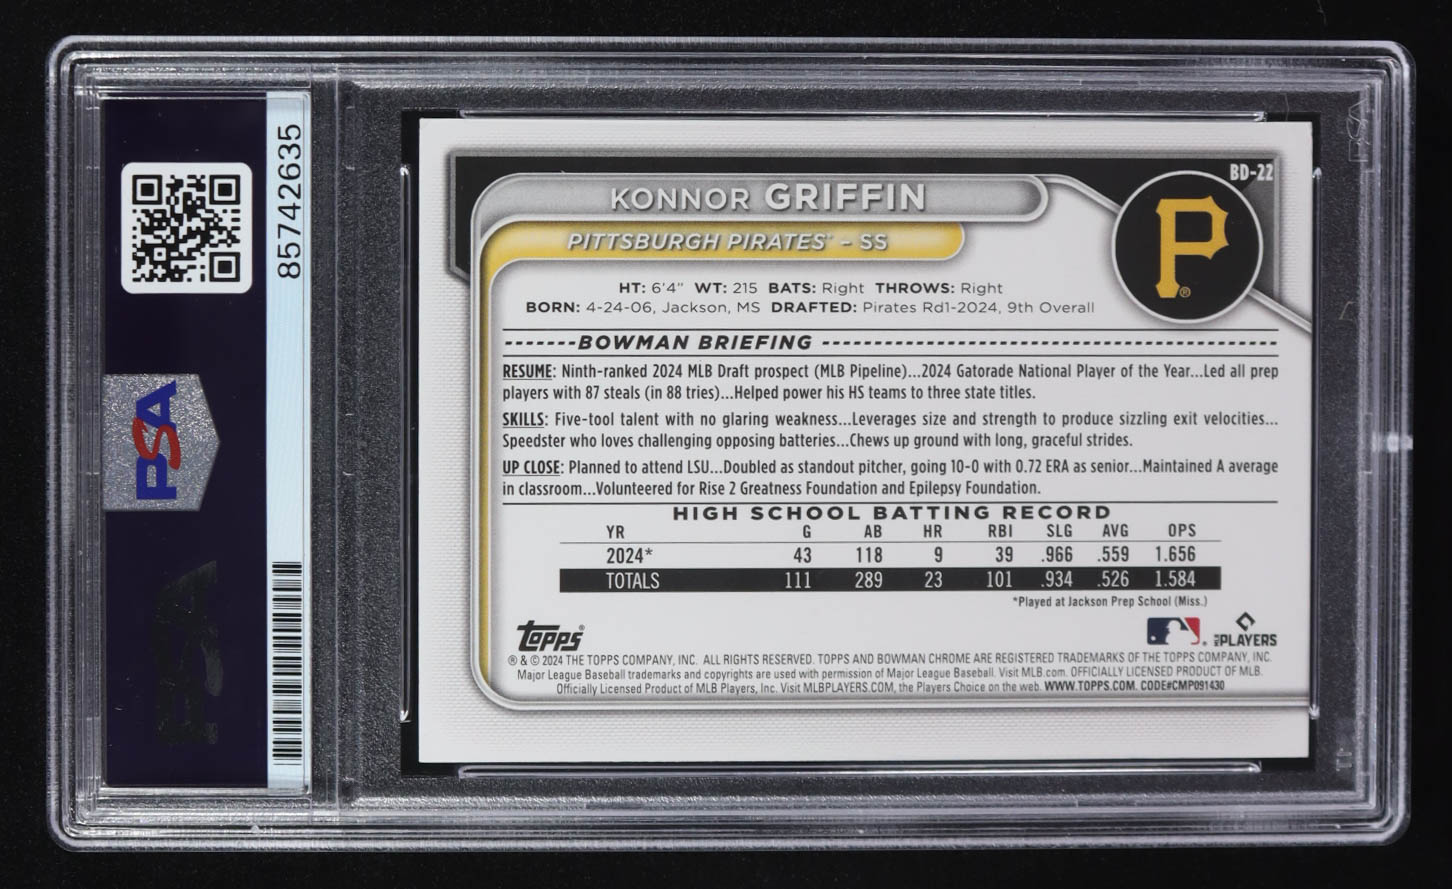 85742635
PSA
PSA
BD-22
KONNOR GRIFFIN
PITTSBURGH PIRATES™ – SS
P
®
HT: 6'4" WT: 215 BATS: Right THROWS: Right
BORN: 4-24-06, Jackson, MS DRAFTED: Pirates Rd1-2024, 9th Overall
BOWMAN BRIEFING
RESUME: Ninth-ranked 2024 MLB Draft prospect (MLB Pipeline)...2024 Gatorade National Player of the Year...Led all prep
players with 87 steals (in 88 tries)...Helped power his HS teams to three state titles.
SKILLS: Five-tool talent with no glaring weakness...Leverages size and strength to produce sizzling exit velocities...
Speedster who loves challenging opposing batteries...Chews up ground with long, graceful strides.
UP CLOSE: Planned to attend LSU...Doubled as standout pitcher, going 10-0 with 0.72 ERA as senior...Maintained A average
in classroom...Volunteered for Rise 2 Greatness Foundation and Epilepsy Foundation.
HIGH SCHOOL BATTING RECORD
YR G AB HR RBI SLG AVG OPS
2024* 43 118 9 39 .966 .559 1.656
TOTALS 111 289 23 101 .934 .526 1.584
*Played at Jackson Prep School (Miss.)
Topps®
MLB PLAYERS
® & © 2024 THE TOPPS COMPANY, INC. ALL RIGHTS RESERVED. TOPPS AND BOWMAN CHROME ARE REGISTERED TRADEMARKS OF THE TOPPS COMPANY, INC.
Major League Baseball trademarks and copyrights are used with permission of Major League Baseball. Visit MLB.com. OFFICIALLY LICENSED PRODUCT OF MLB.
Officially Licensed Product of MLB Players, Inc. Visit MLBPLAYERS.COM, the Players Choice on the web. WWW.TOPPS.COM. CODE#CMP091430